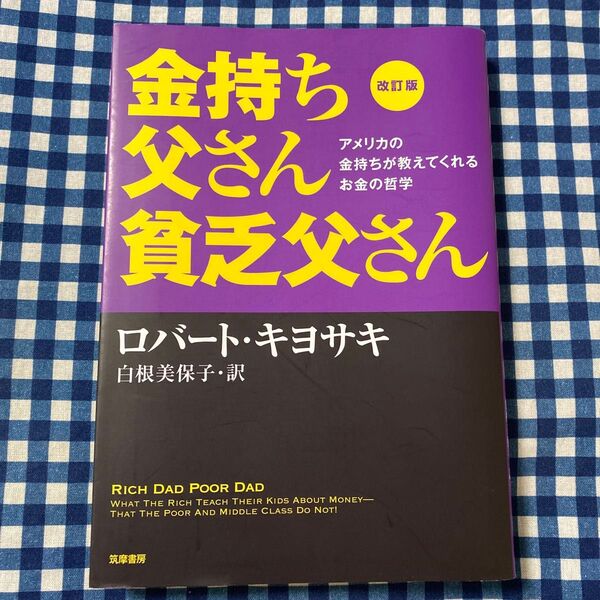 金持ち
父さん
貧乏父さん
改訂版
アメリカの
金持ちが教えてくれる
お金の哲学
ロバート・キヨサキ
白根美保子・訳
RICH DAD POOR DAD
WHAT THE RICH TEACH THEIR KIDS ABOUT MONEY—
THAT THE POOR AND MIDDLE CLASS DO NOT!
筑摩書房